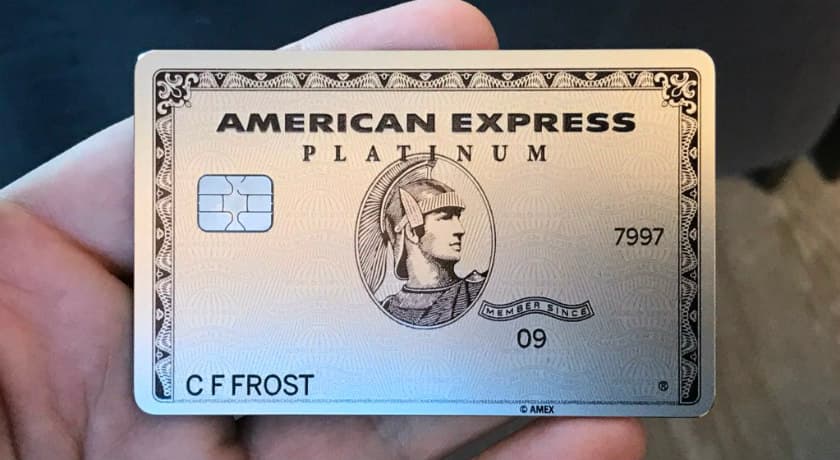 AMERICAN EXPRESS
PLATINUM
7997
MEMBER SINCE
09
C F FROST
®
© AMEX